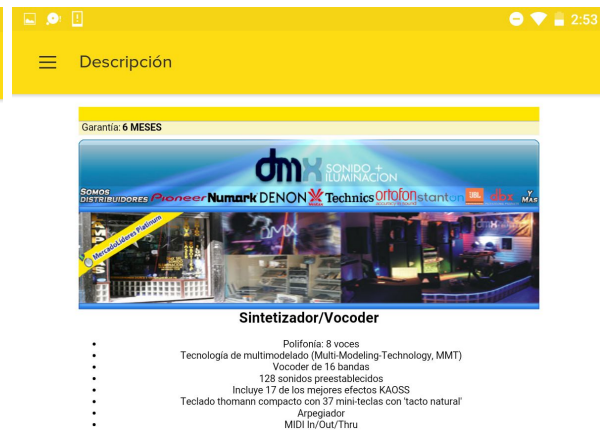 2:53
Descripción
Garantía: 6 MESES
dmx SONIDO + ILUMINACION
SOMOS DISTRIBUIDORES Pioneer Numark DENON Technics ortofon stanton JBL dbx Y MAS
MercadoLíderes Platinum
DMX
Sintetizador/Vocoder
Polifonía: 8 voces
Tecnología de multimodelado (Multi-Modeling-Technology, MMT)
Vocoder de 16 bandas
128 sonidos preestablecidos
Incluye 17 de los mejores efectos KAOSS
Teclado thomann compacto con 37 mini-teclas con 'tacto natural'
Arpegiador
MIDI In/Out/Thru